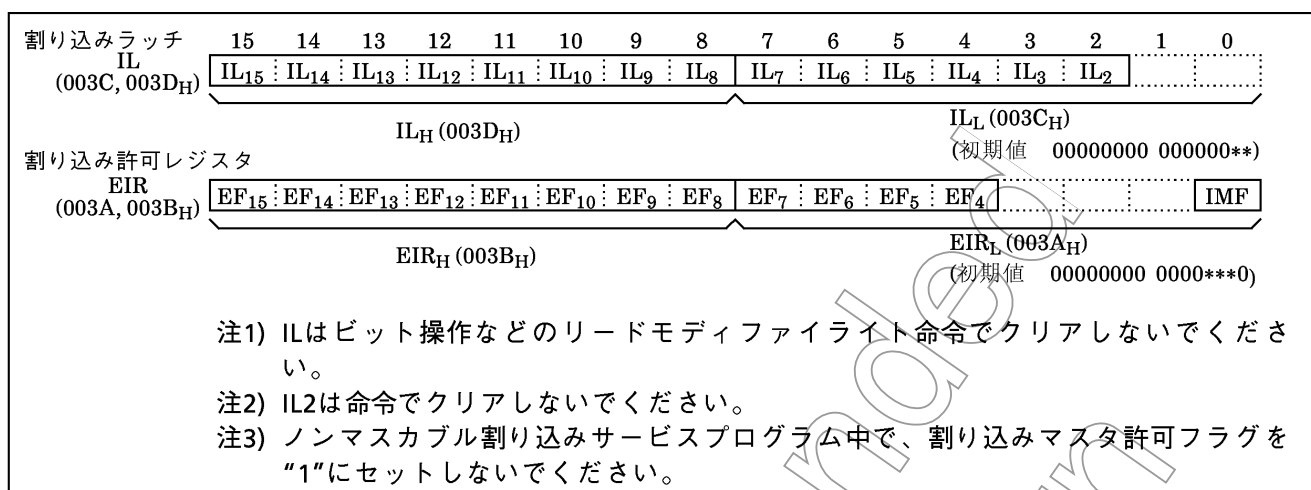 割り込みラッチ 15 14 13 12 11 10 9 8 7 6 5 4 3 2 1 0
IL
(003C, 003DH) IL15 IL14 IL13 IL12 IL11 IL10 IL9 IL8 IL7 IL6 IL5 IL4 IL3 IL2
ILH (003DH) ILL (003CH)
(初期値 00000000 000000**)
割り込み許可レジスタ
EIR
(003A, 003BH) EF15 EF14 EF13 EF12 EF11 EF10 EF9 EF8 EF7 EF6 EF5 EF4 IMF
EIRH (003BH) EIRL (003AH)
(初期値 00000000 0000***0)
注1) ILはビット操作などのリードモディファイライト命令でクリアしないでくださ
い。
注2) IL2は命令でクリアしないでください。
注3) ノンマスカブル割り込みサービスプログラム中で、割り込みマスタ許可フラグを
“1”にセットしないでください。